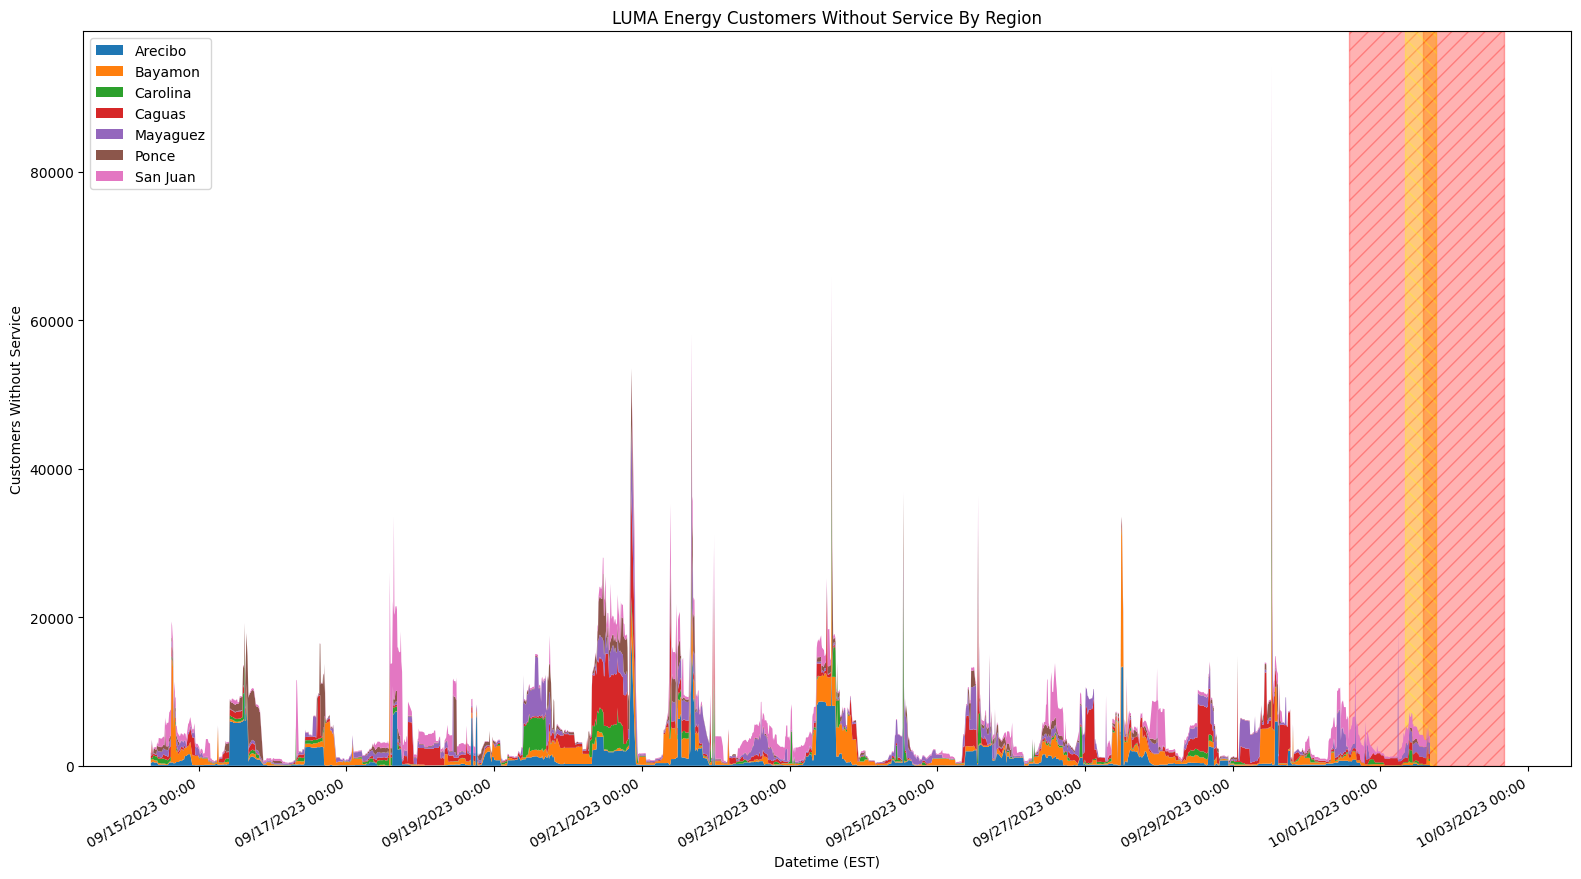 LUMA Energy Customers Without Service By Region
Arecibo
Bayamon
Carolina
Caguas
Mayaguez
Ponce
San Juan
80000
60000
40000
20000
0
Customers Without Service
09/15/2023 00:00
09/17/2023 00:00
09/19/2023 00:00
09/21/2023 00:00
09/23/2023 00:00
09/25/2023 00:00
09/27/2023 00:00
09/29/2023 00:00
10/01/2023 00:00
10/03/2023 00:00
Datetime (EST)